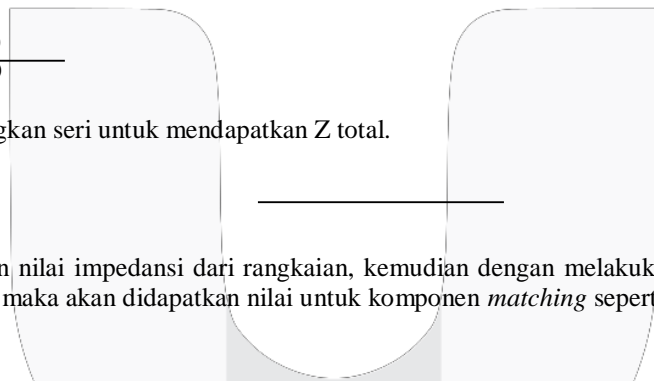 gkan seri untuk mendapatkan Z total.
n nilai impedansi dari rangkaian, kemudian dengan melakuk
maka akan didapatkan nilai untuk komponen matching sepert